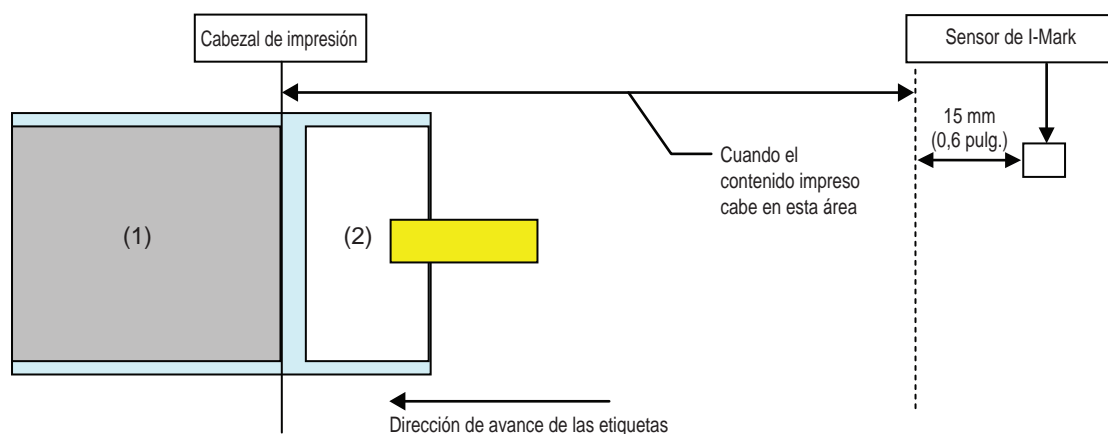 Cabezal de impresión
Sensor de I-Mark
15 mm
(0,6 pulg.)
Cuando el
contenido impreso
cabe en esta área
(1)
(2)
Dirección de avance de las etiquetas